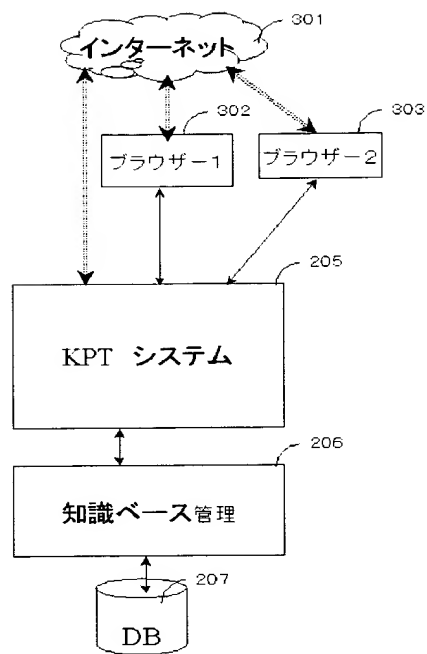 301
インターネット
302
303
ブラウザー1
ブラウザー2
205
KPT システム
206
知識ベース管理
207
DB